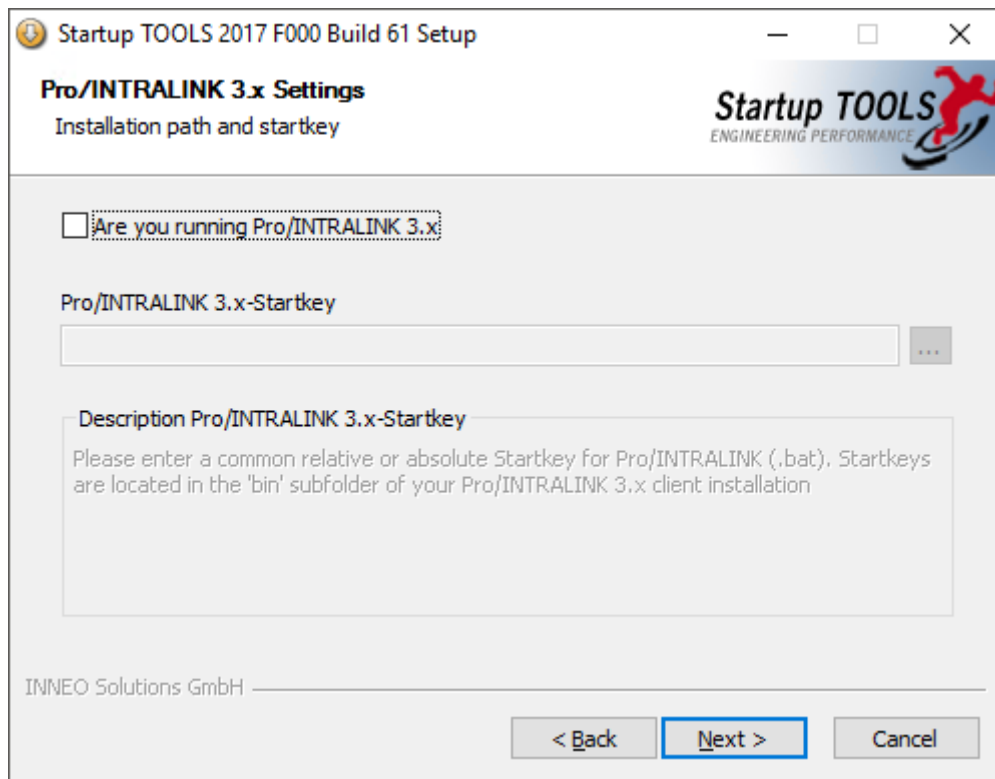 Startup TOOLS 2017 F000 Build 61 Setup
Pro/INTRALINK 3.x Settings
Installation path and startkey
Startup TOOLS
ENGINEERING PERFORMANCE
Are you running Pro/INTRALINK 3.x
Pro/INTRALINK 3.x-Startkey
...
Description Pro/INTRALINK 3.x-Startkey
Please enter a common relative or absolute Startkey for Pro/INTRALINK (.bat). Startkeys
are located in the 'bin' subfolder of your Pro/INTRALINK 3.x client installation
INNEO Solutions GmbH
< Back Next > Cancel